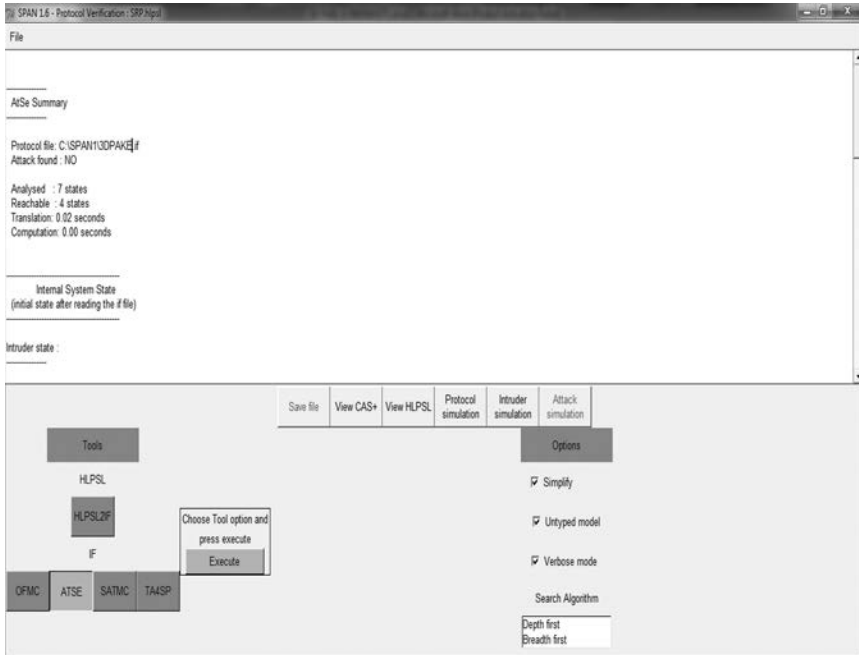 SPAN 1.6 - Protocol Verification : SRP.hlpsl
File
AtSe Summary
Protocol file: C:\SPAN1\3DPAKE.if
Attack found : NO
Analysed : 7 states
Reachable : 4 states
Translation: 0.02 seconds
Computation: 0.00 seconds
Internal System State
(initial state after reading the if file)
Intruder state :
Save file
View CAS+
View HLPSL
Protocol
simulation
Intruder
simulation
Attack
simulation
Tools
Options
HLPSL
Simplify
HLPSL2IF
Choose Tool option and
press execute
Execute
Untyped model
IF
Verbose mode
OFMC
ATSE
SATMC
TA4SP
Search Algorithm
Depth first
Breadth first